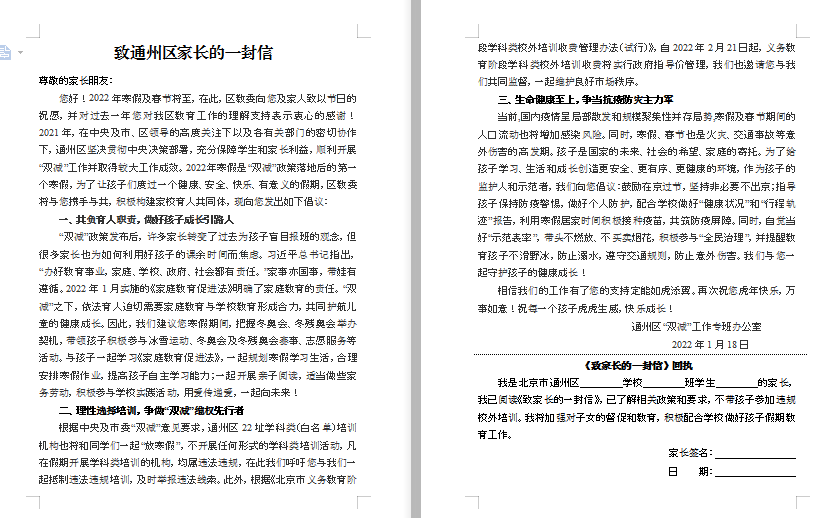 致通州区家长的一封信
尊敬的家长朋友：
您好！2022年寒假及春节将至，在此，区教委向您及家人致以节日的
祝愿，并对过去一年您对我区教育工作的理解支持表示衷心的感谢！
2021年，在中央及市、区领导的高度关注下以及各有关部门的密切协作
下，通州区坚决贯彻中央决策部署，充分保障学生和家长利益，顺利开展
“双减”工作并取得较大工作成效。2022年寒假是“双减”政策落地后的第一
个寒假，为了让孩子们度过一个健康、安全、快乐、有意义的假期，区教委
将与您携手与共，积极构建家校育人共同体，现向您发出如下倡议：
一、共负育人职责，做好孩子成长引路人
“双减”政策发布后，许多家长转变了过去为孩子盲目报班的观念，但
很多家长也为如何利用好孩子的课余时间而焦虑。习近平总书记指出，
“办好教育事业，家庭、学校、政府、社会都有责任。”家事亦国事，带娃有
遵循。2022年1月实施的《家庭教育促进法》明确了家庭教育的责任。“双
减”之下，依法育人迫切需要家庭教育与学校教育形成合力，共同护航儿
童的健康成长。因此，我们建议您寒假期间，把握冬奥会、冬残奥会举办
契机，带领孩子积极参与冰雪运动、冬奥会及冬残奥会赛事、志愿服务等
活动。与孩子一起学习《家庭教育促进法》，一起规划寒假学习生活，合理
安排寒假作业，提高孩子自主学习能力；一起开展亲子阅读，适当做些家
务劳动，积极参与学校实践活动，用爱传递爱，一起向未来！
二、理性选择培训，争做“双减”维权先行者
根据中央及市委“双减”意见要求，通州区22址学科类(白名单)培训
机构也将和同学们一起“放寒假”，不开展任何形式的学科类培训活动，凡
在假期开展学科类培训的机构，均属违法违规，在此我们呼吁您与我们一
起抵制违法违规培训，及时举报违法线索。此外，根据《北京市义务教育阶
段学科类校外培训收费管理办法(试行)》，自2022年2月21日起，义务教
育阶段学科类校外培训收费将实行政府指导价管理，我们也邀请您与我
们共同监督，一起维护良好市场秩序。
三、生命健康至上，争当抗疫防灾主力军
当前，国内疫情呈局部散发和规模聚集性并存局势，寒假及春节期间的
人口流动也将增加感染风险。同时，寒假、春节也是火灾、交通事故等意
外伤害的高发期。孩子是国家的未来、社会的希望、家庭的寄托。为了给
孩子学习、生活和成长创造更安全、更有序、更健康的环境，作为孩子的
监护人和示范者，我们向您倡议：鼓励在京过节，坚持非必要不出京；指导
孩子保持防疫警惕，做好个人防护，配合学校做好“健康状况”和“行程轨
迹”报告，利用寒假居家时间积极接种疫苗，共筑防疫屏障。同时，自觉当
好“示范表率”，带头不燃放、不买卖烟花，积极参与“全民治理”，并提醒教
育孩子不滑野冰，防止溺水，遵守交通规则，防止意外伤害。我们与您一
起守护孩子的健康成长！
相信我们的工作有了您的支持定能如虎添翼。再次祝您虎年快乐，万
事如意！祝每一个孩子虎虎生威，快乐成长！
通州区“双减”工作专班办公室
2022年1月18日
《致家长的一封信》回执
我是北京市通州区________学校________班学生________的家长，
我已阅读《致家长的一封信》，已了解相关政策和要求，不带孩子参加违规
校外培训。我将加强对子女的督促和教育，积极配合学校做好孩子假期教
育工作。
家长签名：
日　期：